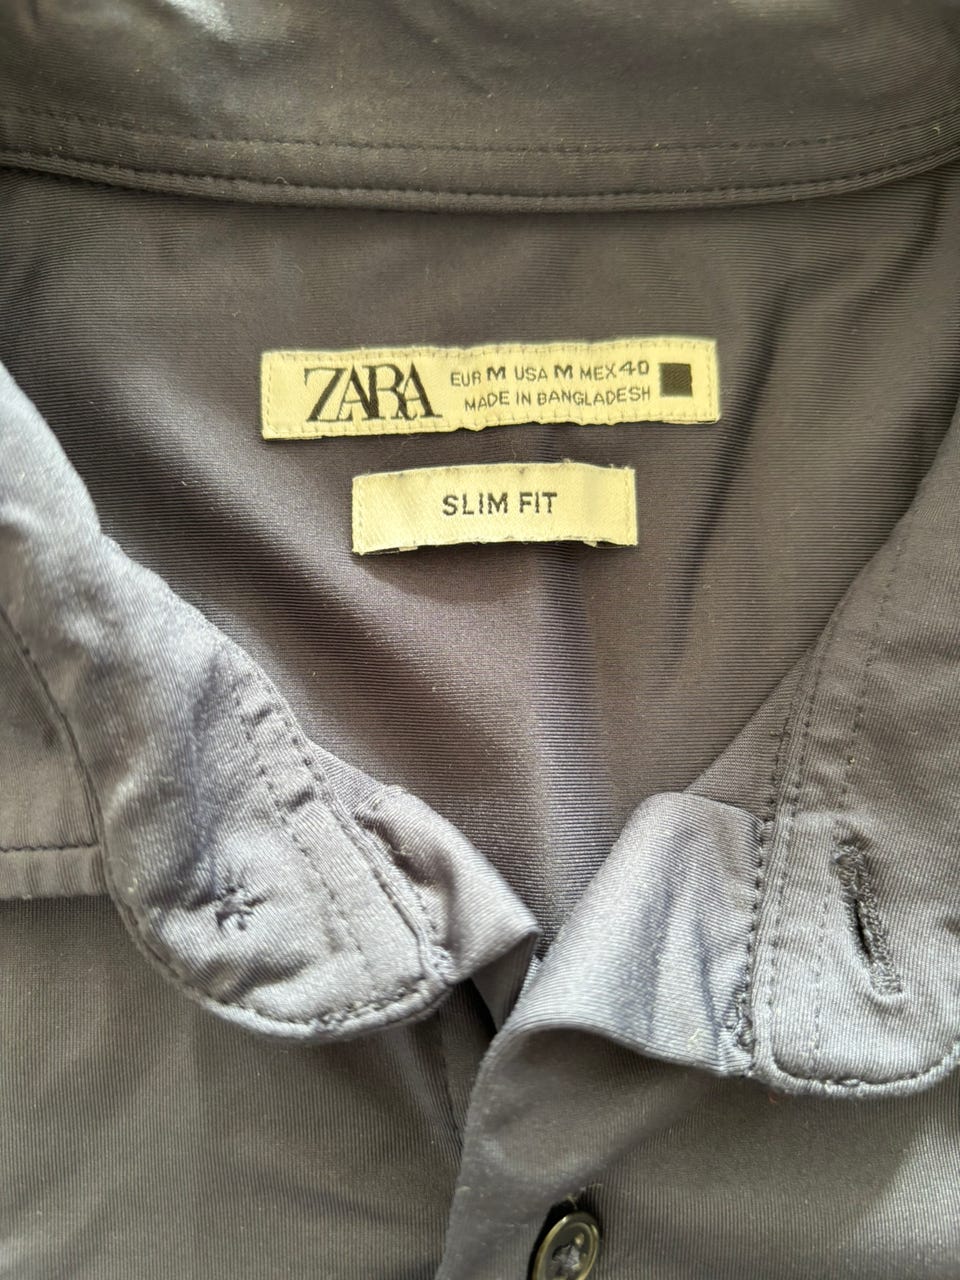 ZARA
EUR M USA M MEX 40
MADE IN BANGLADESH
SLIM FIT